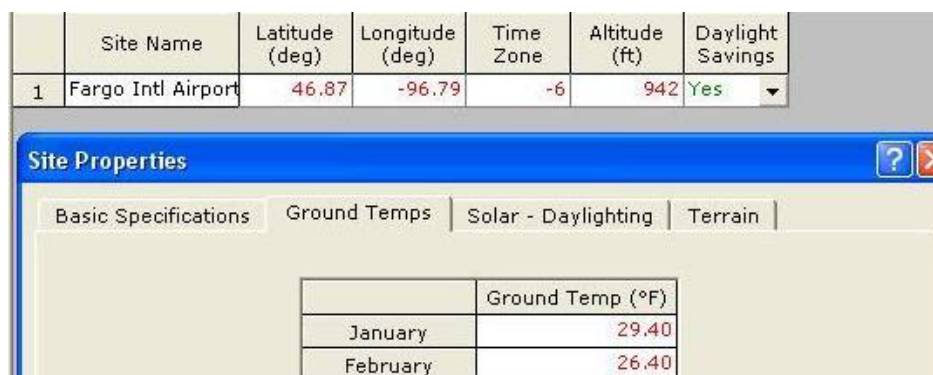 Site Name Latitude (deg) Longitude (deg) Time Zone Altitude (ft) Daylight Savings
1 Fargo Intl Airport 46.87 -96.79 -6 942 Yes
Site Properties ?
Basic Specifications Ground Temps Solar - Daylighting Terrain
Ground Temp (°F)
January 29.40
February 26.40